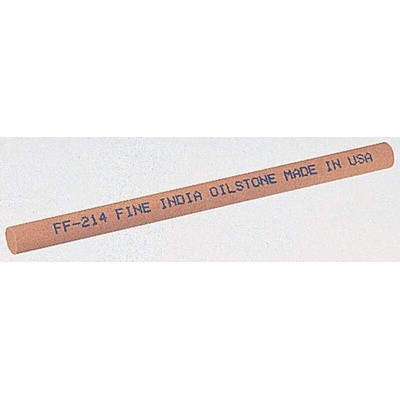 FF-214 FINE INDIA OILSTONE MADE IN USA